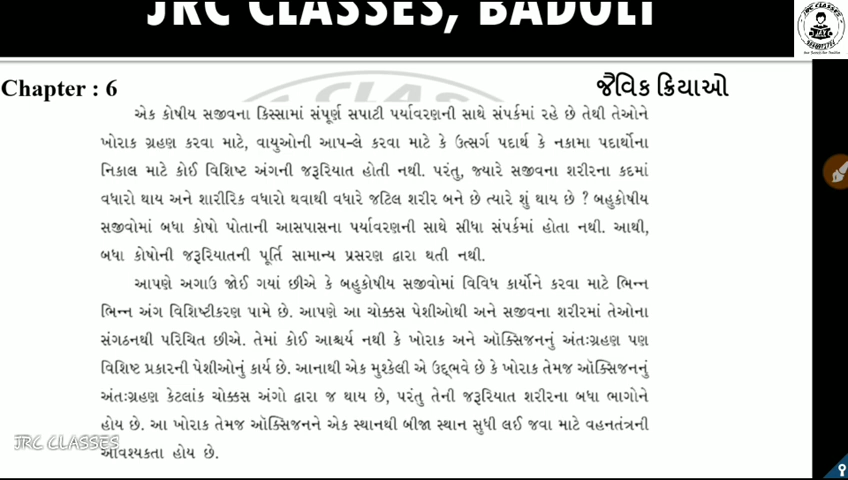 JRC CLASSES, BADOLI
Chapter : 6
જૈવિક ક્રિયાઓ
એક કોષીય સજીવના કિસ્સામાં સંપૂર્ણ સપાટી પર્યાવરણની સાથે સંપર્કમાં રહે છે તેથી તેઓને
ખોરાક ગ્રહણ કરવા માટે, વાયુઓની આપ-લે કરવા માટે કે ઉત્સર્ગ પદાર્થ કે નકામા પદાર્થોના
નિકાલ માટે કોઈ વિશિષ્ટ અંગની જરૂરિયાત હોતી નથી. પરંતુ, જ્યારે સજીવના શરીરના કદમાં
વધારો થાય અને શારીરિક વધારો થવાથી વધારે જટિલ શરીર બને છે ત્યારે શું થાય છે ? બહુકોષીય
સજીવોમાં બધા કોષો પોતાની આસપાસના પર્યાવરણની સાથે સીધા સંપર્કમાં હોતા નથી. આથી,
બધા કોષોની જરૂરિયાતની પૂર્તિ સામાન્ય પ્રસરણ દ્વારા થતી નથી.
આપણે અગાઉ જોઈ ગયાં છીએ કે બહુકોષીય સજીવોમાં વિવિધ કાર્યોને કરવા માટે ભિન્ન
ભિન્ન અંગ વિશિષ્ટીકરણ પામે છે. આપણે આ ચોક્કસ પેશીઓથી અને સજીવના શરીરમાં તેઓના
સંગઠનથી પરિચિત છીએ. તેમાં કોઈ આશ્ચર્ય નથી કે ખોરાક અને ઑક્સિજનનું અંતઃગ્રહણ પણ
વિશિષ્ટ પ્રકારની પેશીઓનું કાર્ય છે. આનાથી એક મુશ્કેલી એ ઉદ્ભવે છે કે ખોરાક તેમજ ઑક્સિજનનું
અંતઃગ્રહણ કેટલાંક ચોક્કસ અંગો દ્વારા જ થાય છે, પરંતુ તેની જરૂરિયાત શરીરના બધા ભાગોને
હોય છે. આ ખોરાક તેમજ ઑક્સિજનને એક સ્થાનથી બીજા સ્થાન સુધી લઈ જવા માટે વહનતંત્રની
આવશ્યકતા હોય છે.
JRC CLASSES